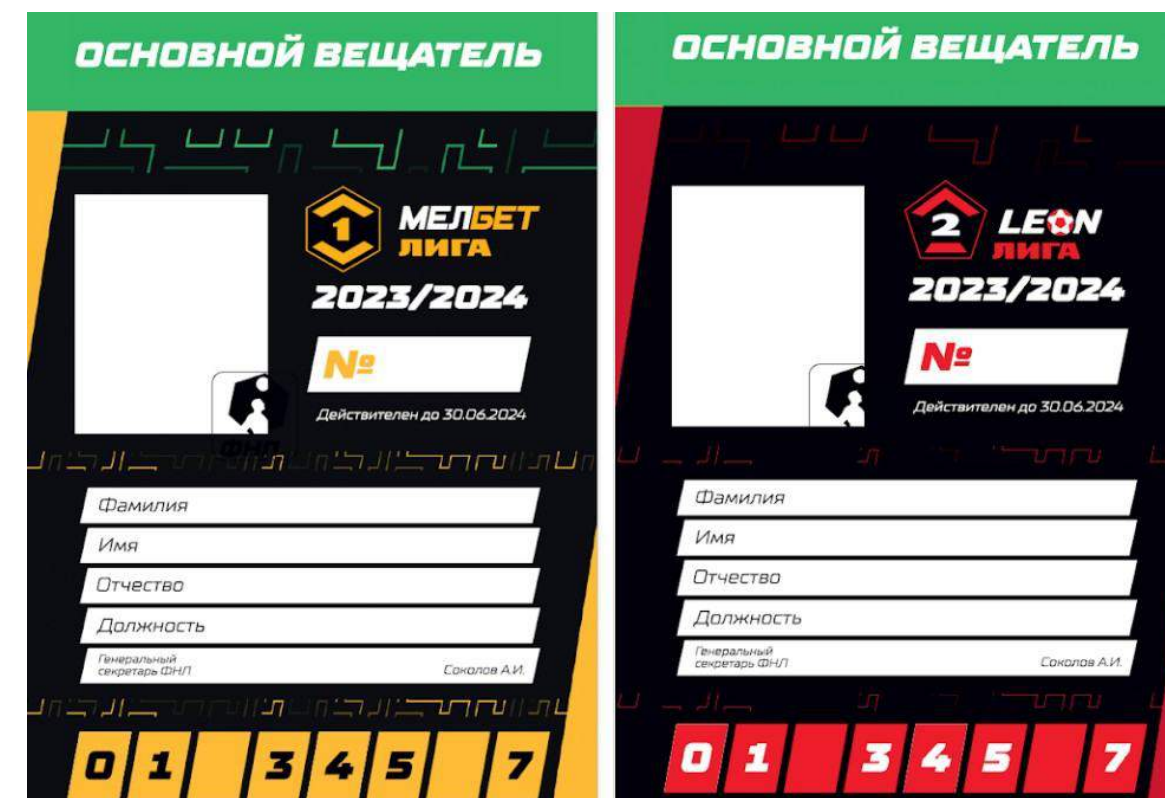 ОСНОВНОЙ ВЕЩАТЕЛЬ
1 МЕЛБЕТ
ЛИГА
2023/2024
№
Действителен до 30.06.2024
ФНЛ
Фамилия
Имя
Отчество
Должность
Генеральный
секретарь ФНЛ
Соколов А.И.
0 1 3 4 5 7
ОСНОВНОЙ ВЕЩАТЕЛЬ
2 LEON
ЛИГА
2023/2024
№
Действителен до 30.06.2024
Фамилия
Имя
Отчество
Должность
Генеральный
секретарь ФНЛ
Соколов А.И.
0 1 3 4 5 7